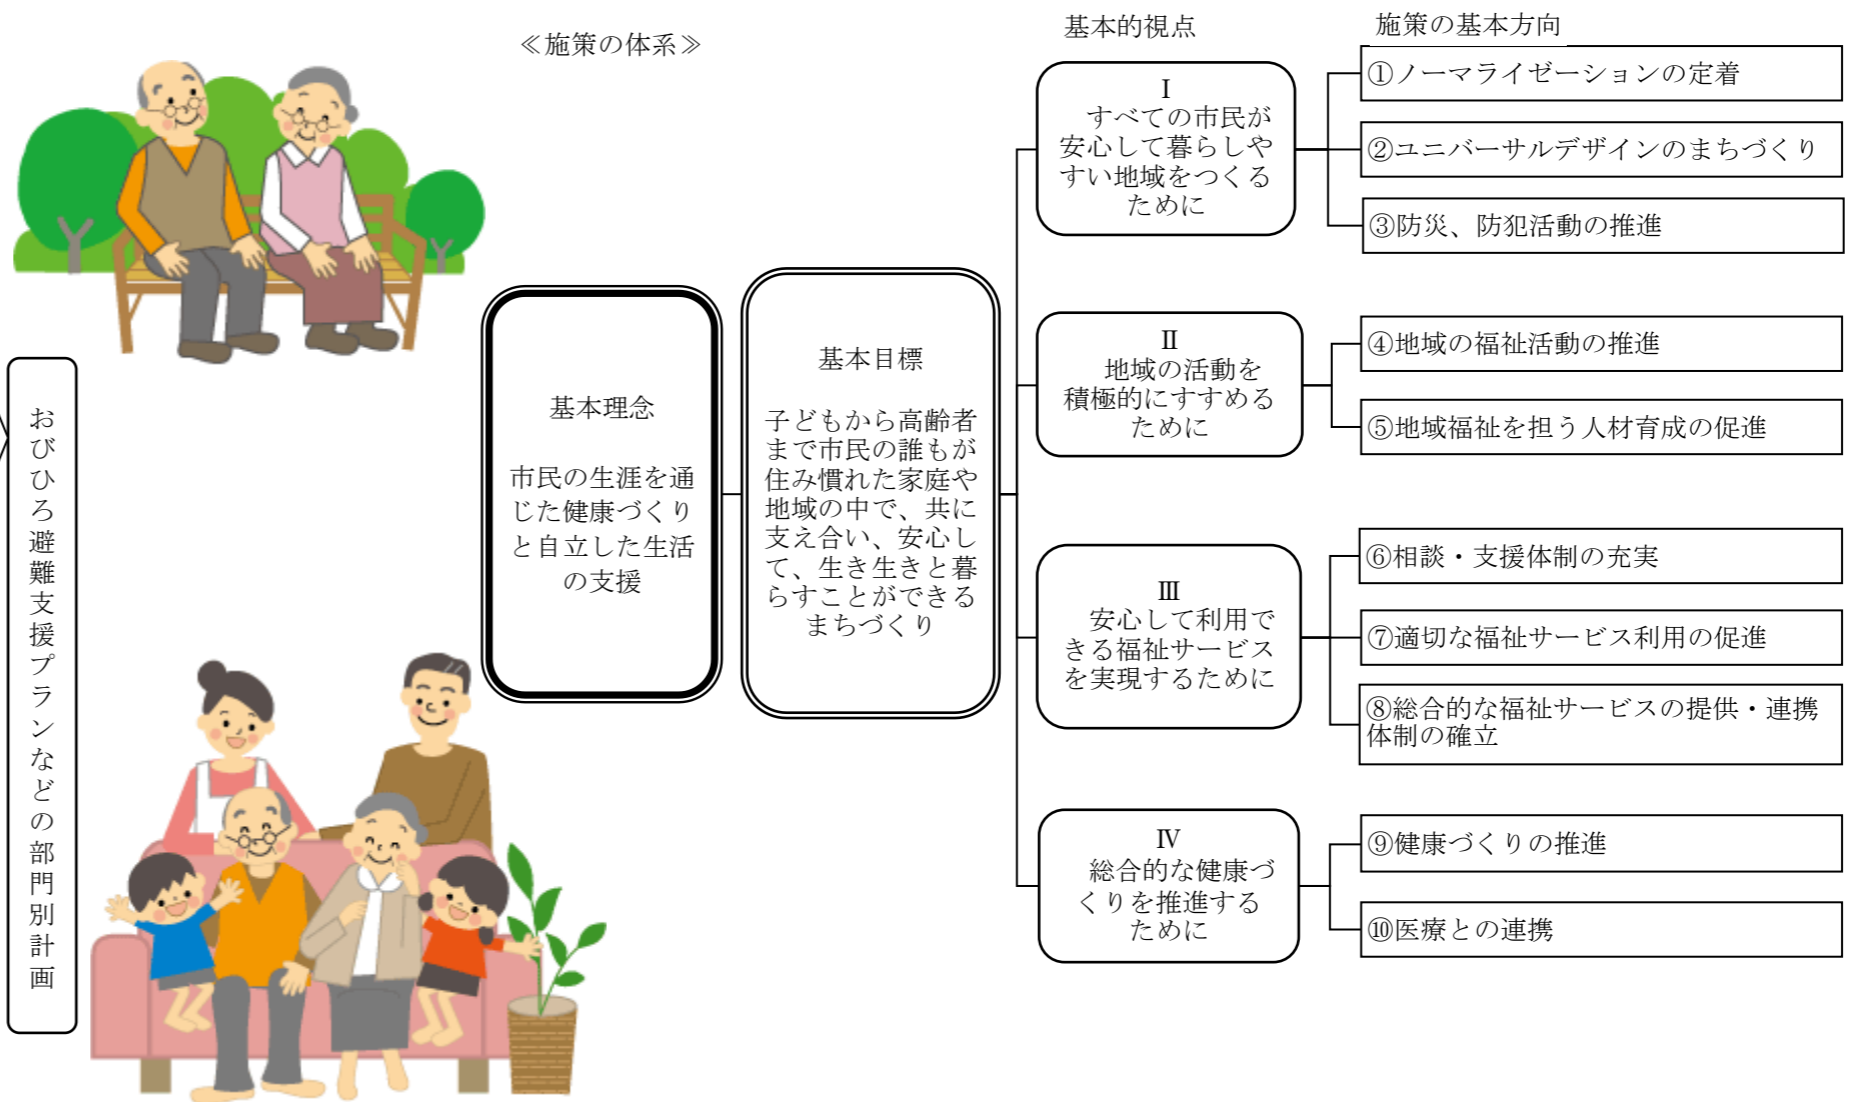 ≪施策の体系≫
基本的視点
施策の基本方向
おびひろ避難支援プランなどの部門別計画
基本理念
市民の生涯を通
じた健康づくり
と自立した生活
の支援
基本目標
子どもから高齢者
まで市民の誰もが
住み慣れた家庭や
地域の中で、共に
支え合い、安心し
て、生き生きと暮
らすことができる
まちづくり
Ⅰ
すべての市民が
安心して暮らしや
すい地域をつくる
ために
①ノーマライゼーションの定着
②ユニバーサルデザインのまちづくり
③防災、防犯活動の推進
Ⅱ
地域の活動を
積極的にすすめる
ために
④地域の福祉活動の推進
⑤地域福祉を担う人材育成の促進
Ⅲ
安心して利用で
きる福祉サービス
を実現するために
⑥相談・支援体制の充実
⑦適切な福祉サービス利用の促進
⑧総合的な福祉サービスの提供・連携
体制の確立
Ⅳ
総合的な健康づ
くりを推進する
ために
⑨健康づくりの推進
⑩医療との連携